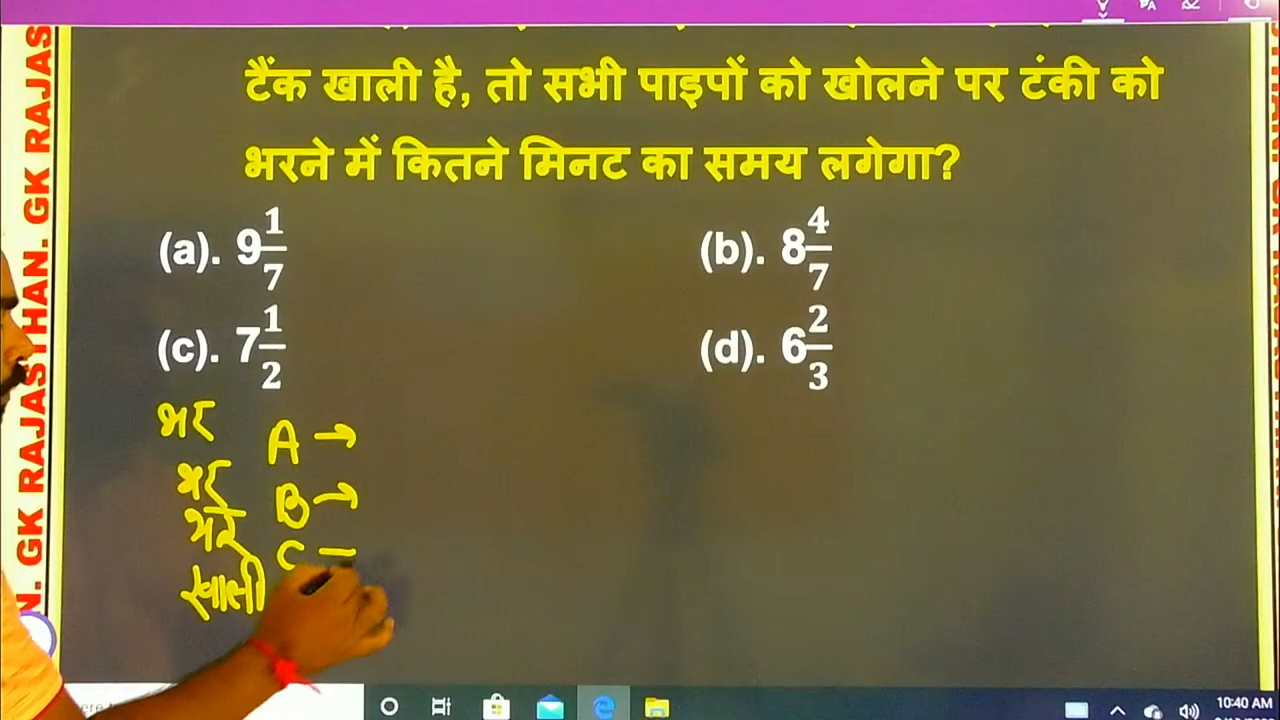 टैंक खाली है, तो सभी पाइपों को खोलने पर टंकी को
भरने में कितने मिनट का समय लगेगा?
(a). 9 1/7
(b). 8 4/7
(c). 7 1/2
(d). 6 2/3
भर A →
भर B →
भर C –
खाली
N. GK RAJASTHAN. GK RAJAS
10:40 AM